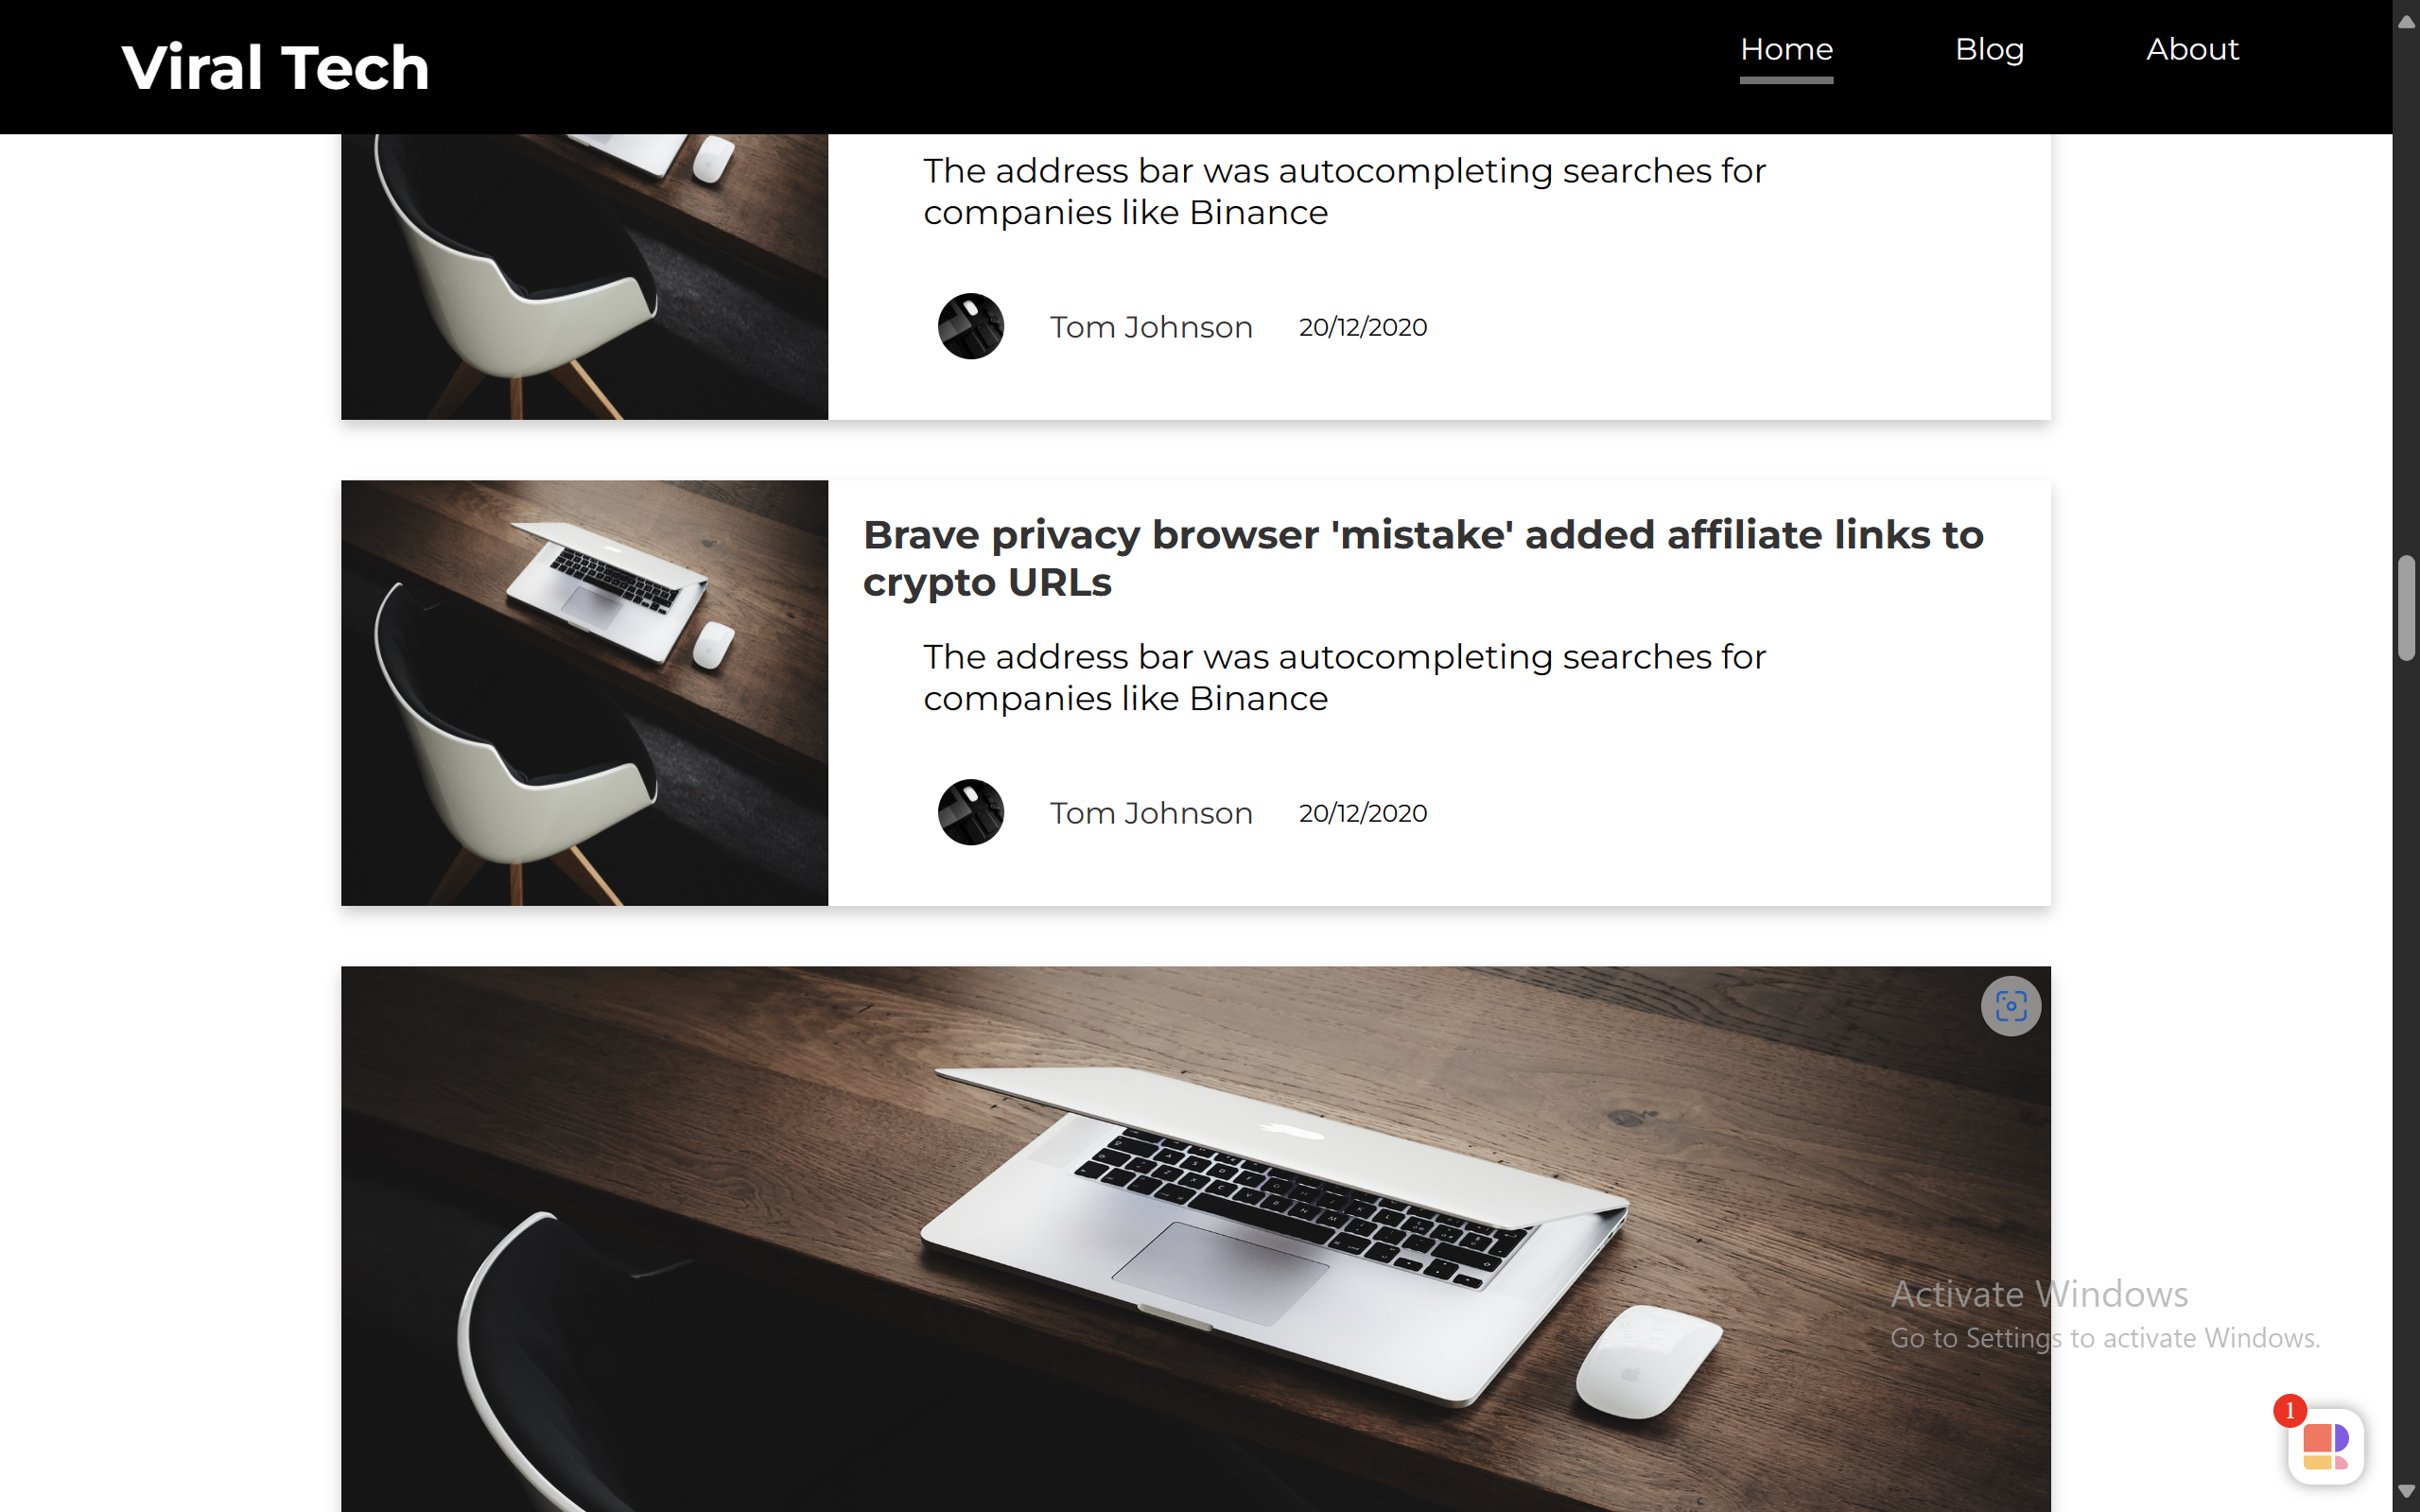 Viral Tech
Home
Blog
About
The address bar was autocompleting searches for
companies like Binance
Tom Johnson
20/12/2020
Brave privacy browser 'mistake' added affiliate links to
crypto URLs
The address bar was autocompleting searches for
companies like Binance
Tom Johnson
20/12/2020
Activate Windows
Go to Settings to activate Windows.
1